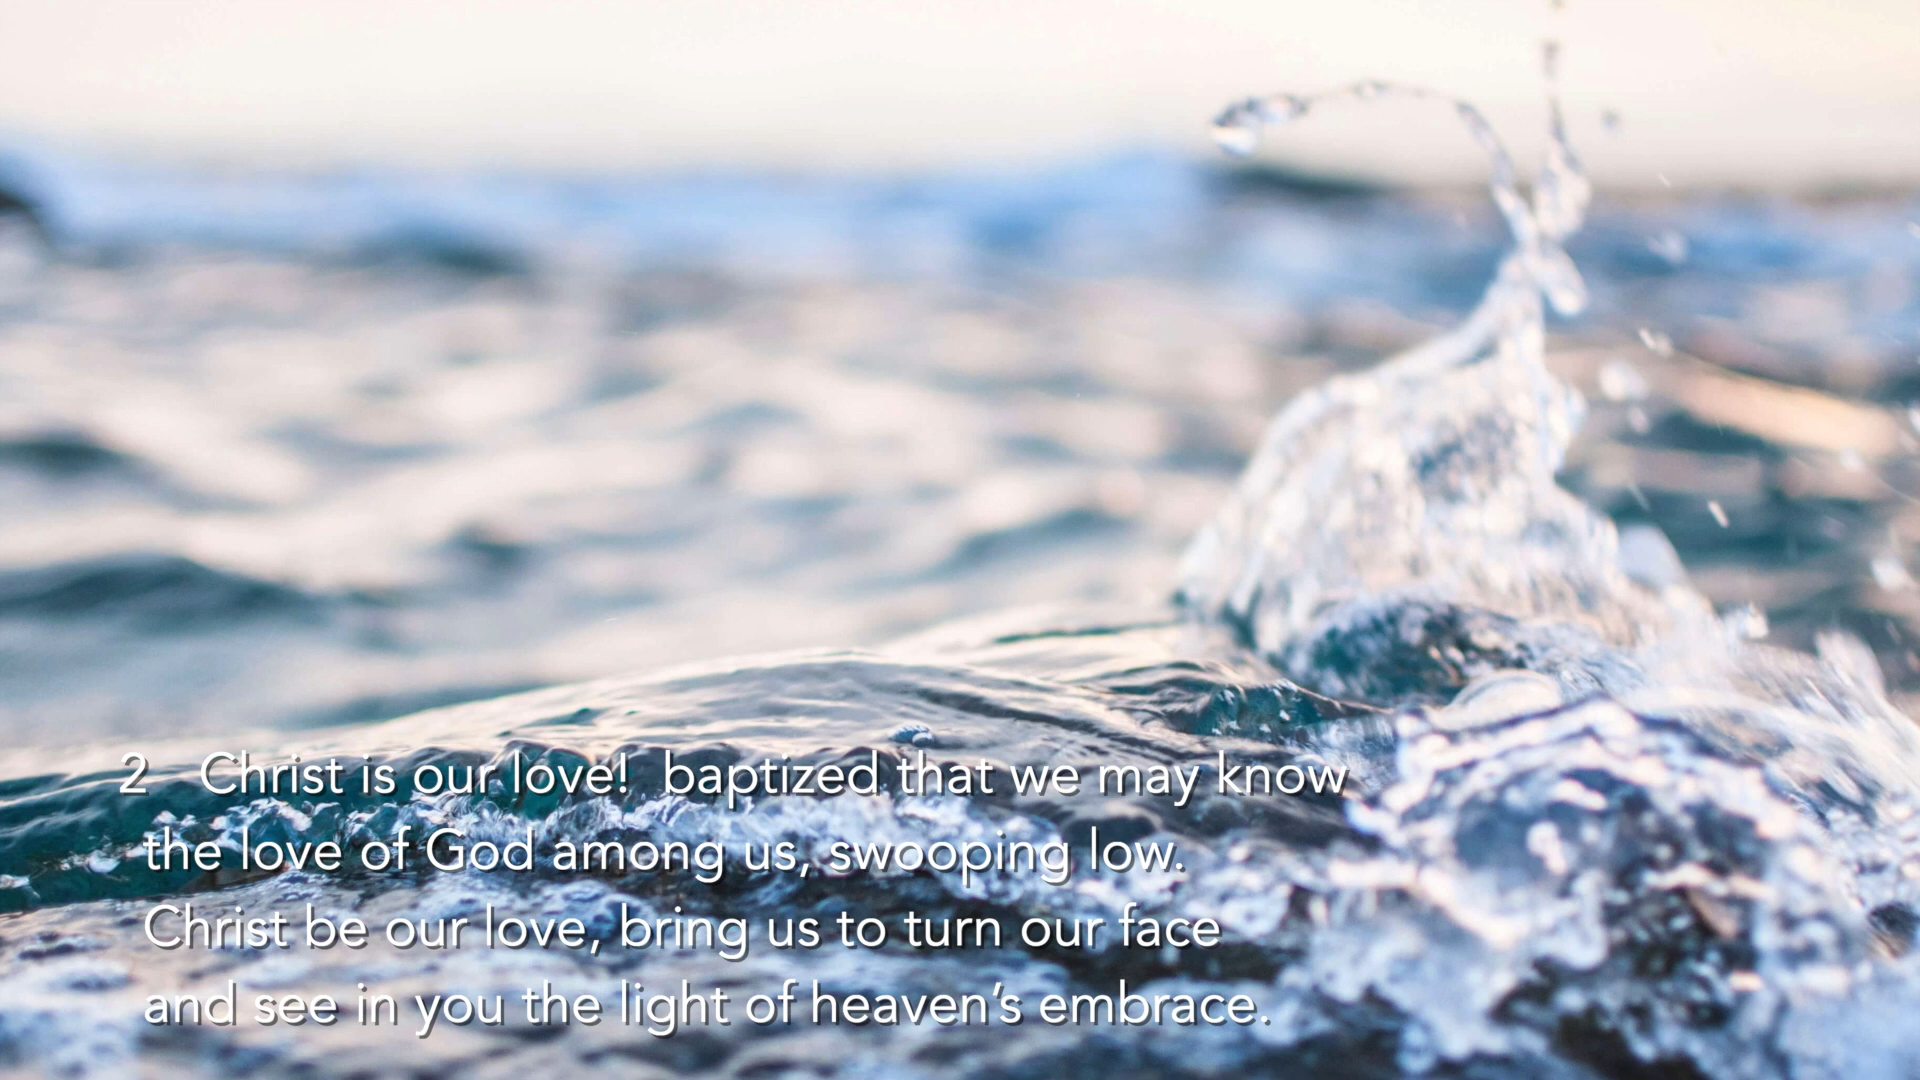 2 Christ is our love! baptized that we may know
the love of God among us, swooping low.
Christ be our love, bring us to turn our face
and see in you the light of heaven’s embrace.